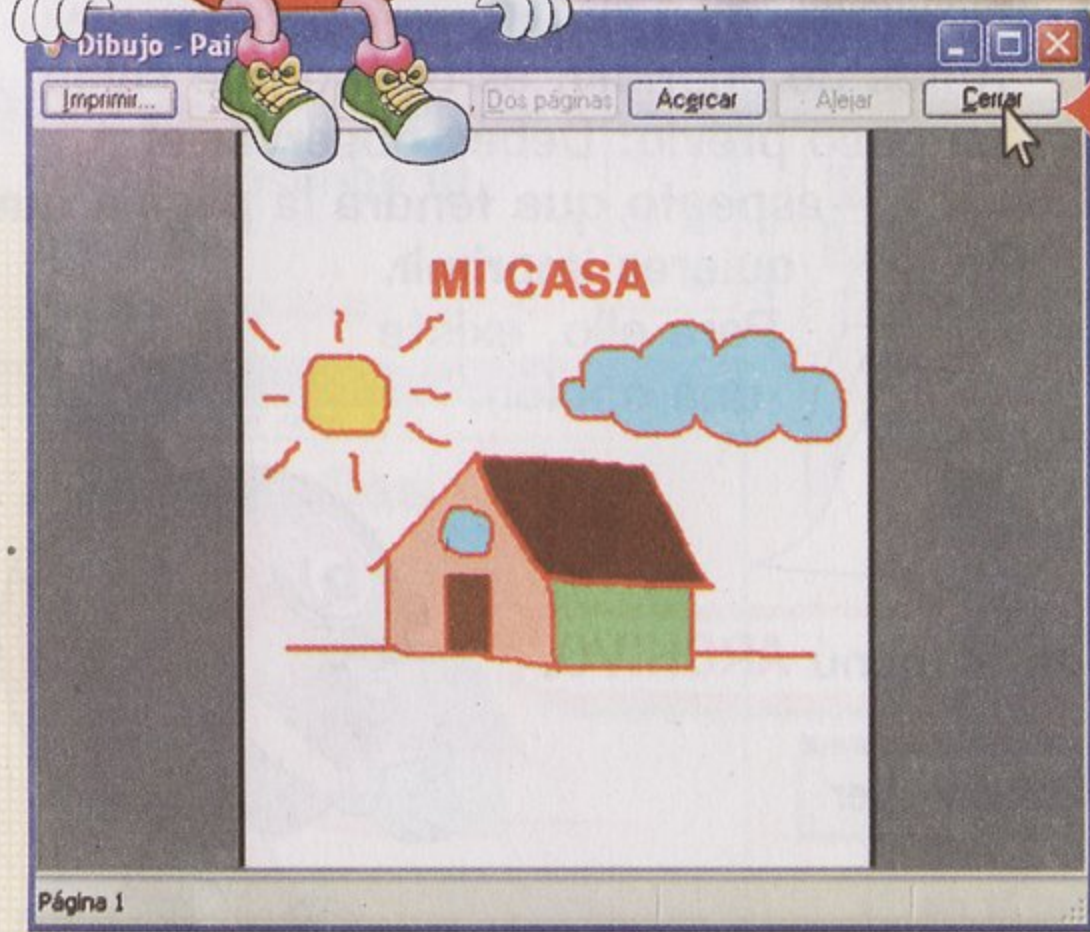 Dibujo - Pai
Imprimir... Dos páginas Acercar Alejar Cerrar
MI CASA
Página 1